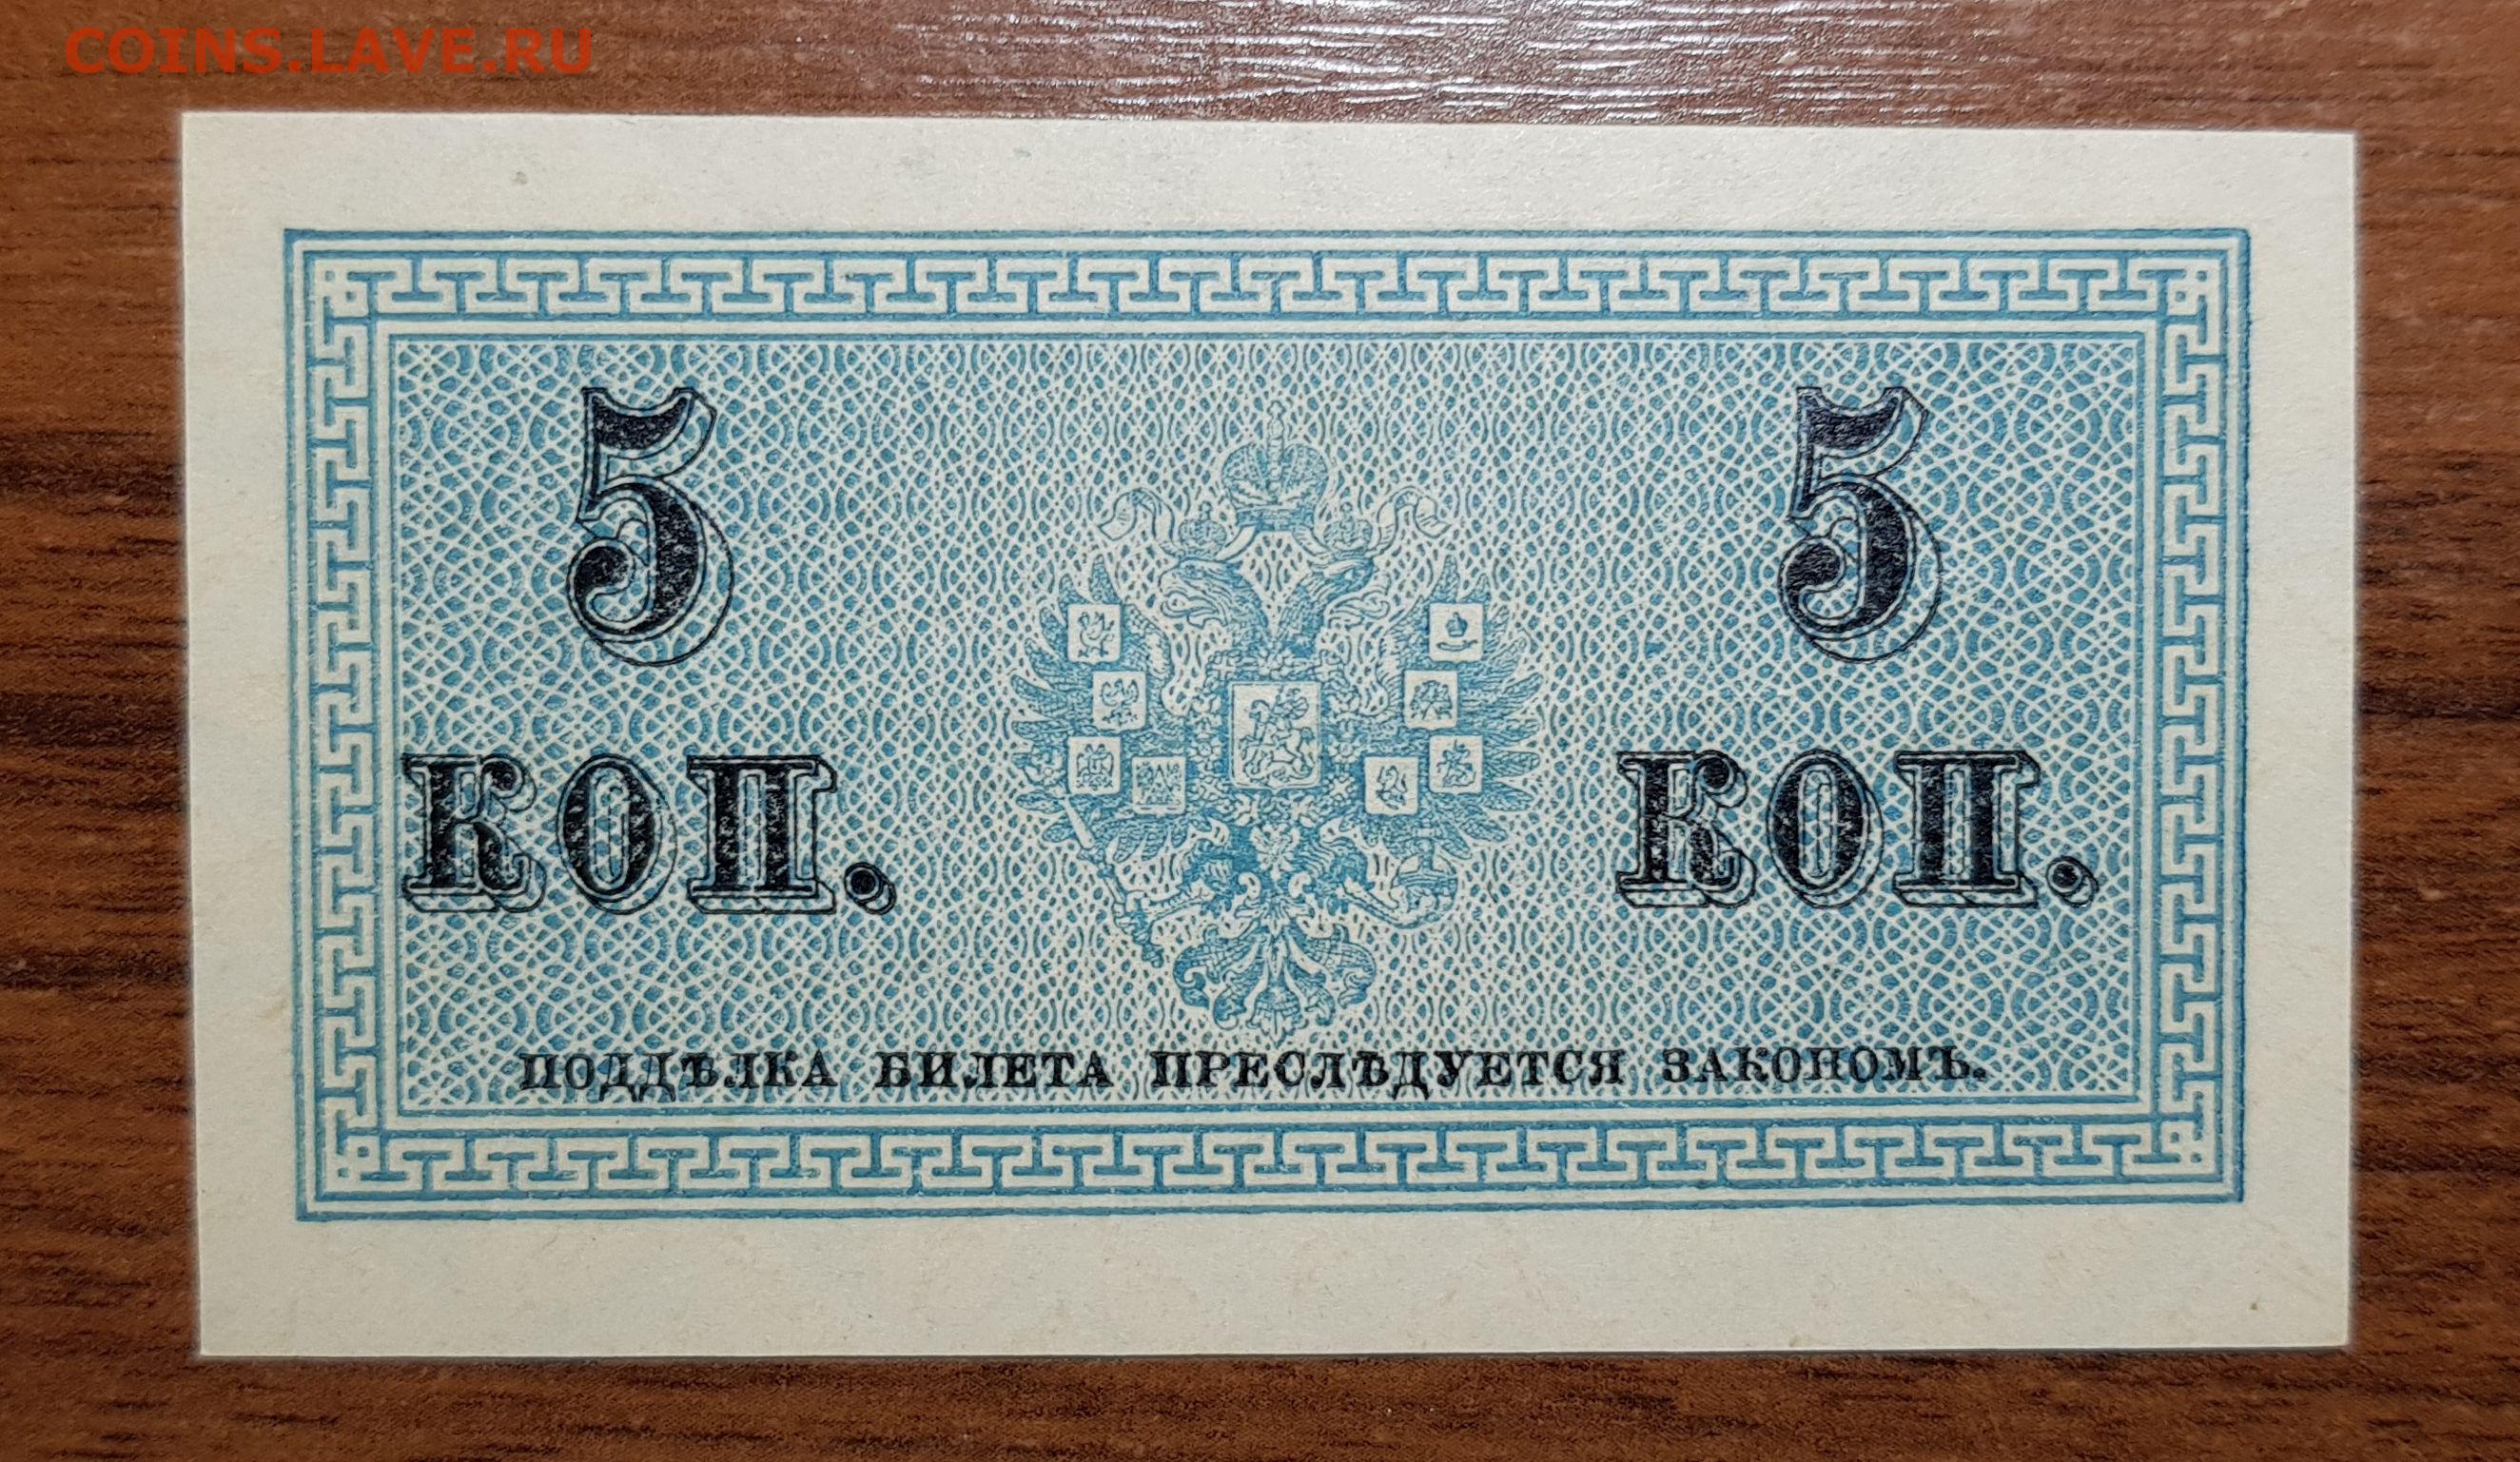 COINS.LAVE.RU
5 5
КОП. КОП.
ПОДДѢЛКА БИЛЕТА ПРЕСЛѢДУЕТСЯ ЗАКОНОМЪ.